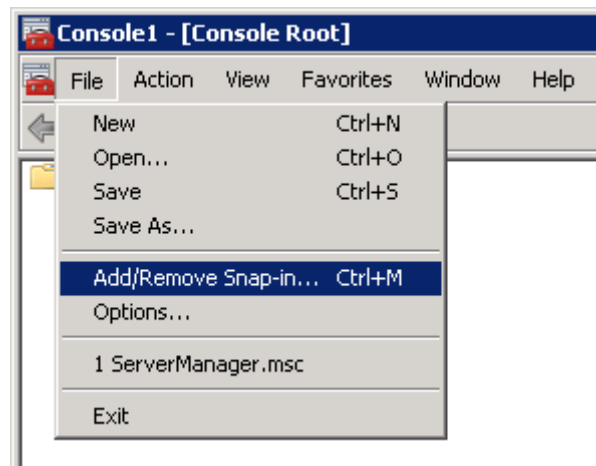 Console1 - [Console Root]
File Action View Favorites Window Help
New Ctrl+N
Open... Ctrl+O
Save Ctrl+S
Save As...
Add/Remove Snap-in... Ctrl+M
Options...
1 ServerManager.msc
Exit